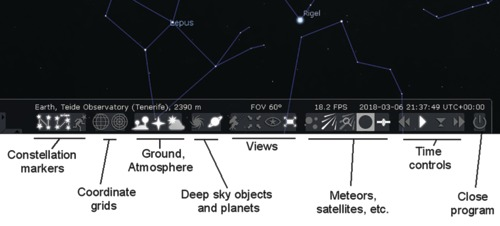 Lepus
Rigel
Earth, Teide Observatory (Tenerife), 2390 m FOV 60° 18.2 FPS 2018-03-06 21:37:49 UTC+00:00
Constellation
markers
Coordinate
grids
Ground,
Atmosphere
Deep sky objects
and planets
Views
Meteors,
satellites, etc.
Time
controls
Close
program